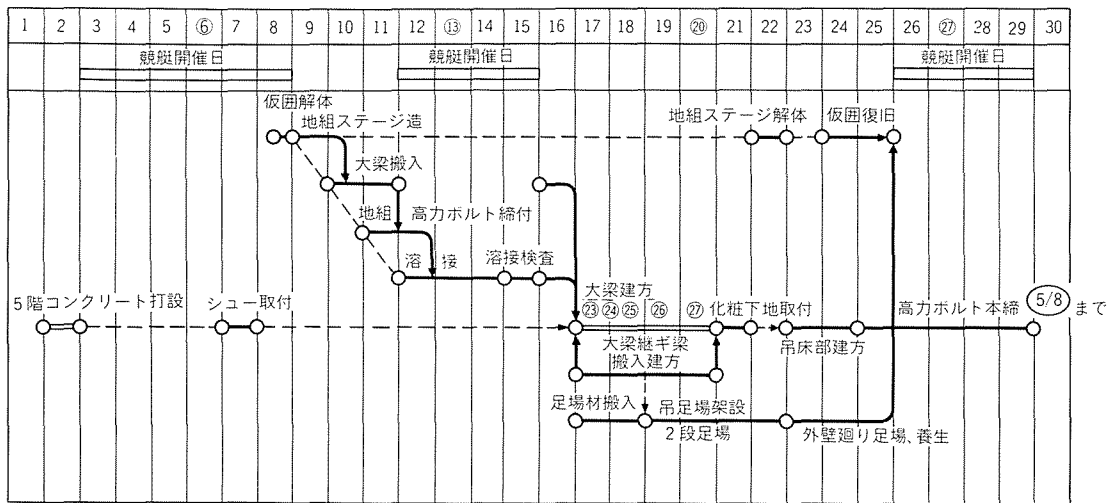 1 2 3 4 5 ⑥ 7 8 9 10 11 12 ⑬ 14 15 16 17 18 19 ⑳ 21 22 23 24 25 26 ㉗ 28 29 30
競艇開催日 競艇開催日 競艇開催日
仮囲解体
地組ステージ造 地組ステージ解体 仮囲復旧
大梁搬入
地組 高力ボルト締付
溶接 溶接検査
大梁建方
5階コンクリート打設 シュー取付 ㉓ ㉔ ㉕ ㉖ ㉗ 化粧下地取付 高力ボルト本締 5/8 まで
大梁継ギ梁 吊床部建方
搬入建方
足場材搬入 吊足場架設
2段足場 外壁廻り足場、養生